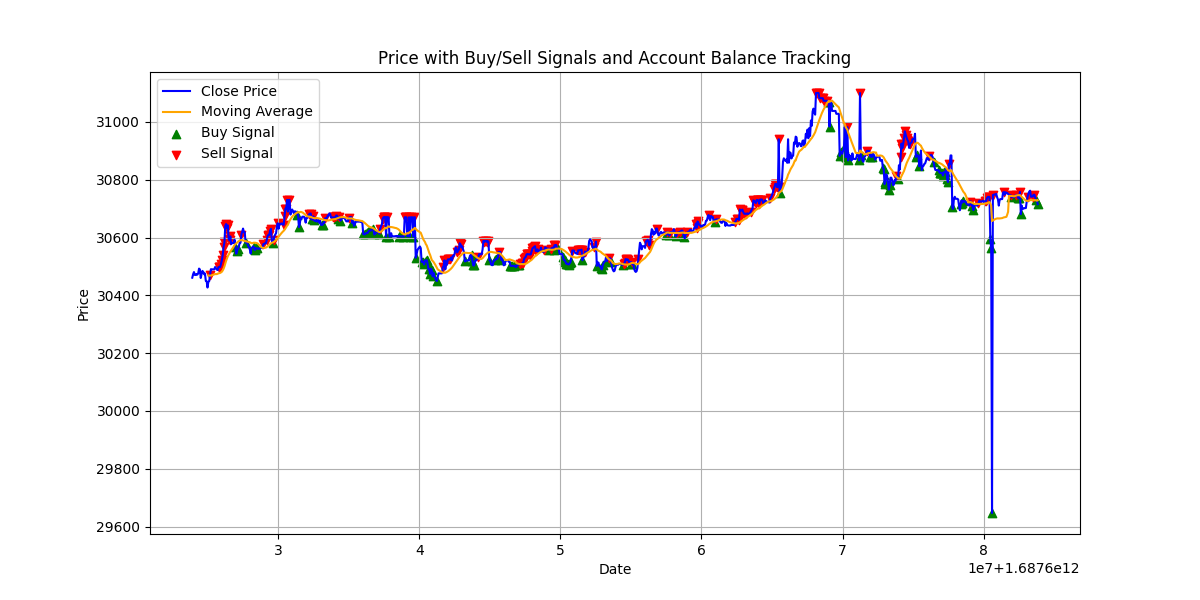 Price with Buy/Sell Signals and Account Balance Tracking
Close Price
Moving Average
Buy Signal
Sell Signal
Price
31000
30800
30600
30400
30200
30000
29800
29600
3 4 5 6 7 8
Date
1e7+1.6876e12